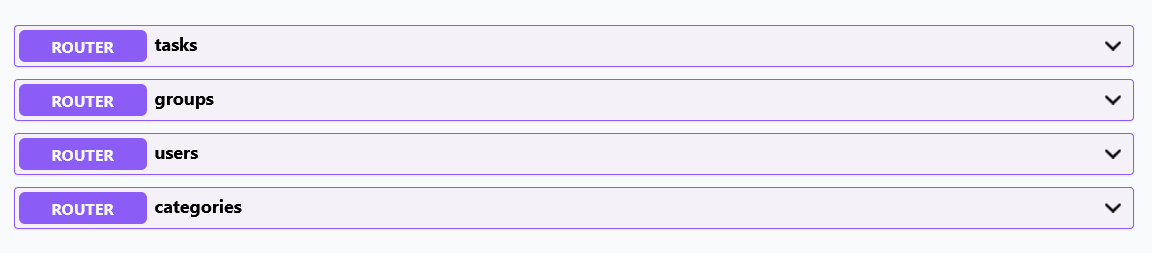 ROUTER tasks
ROUTER groups
ROUTER users
ROUTER categories